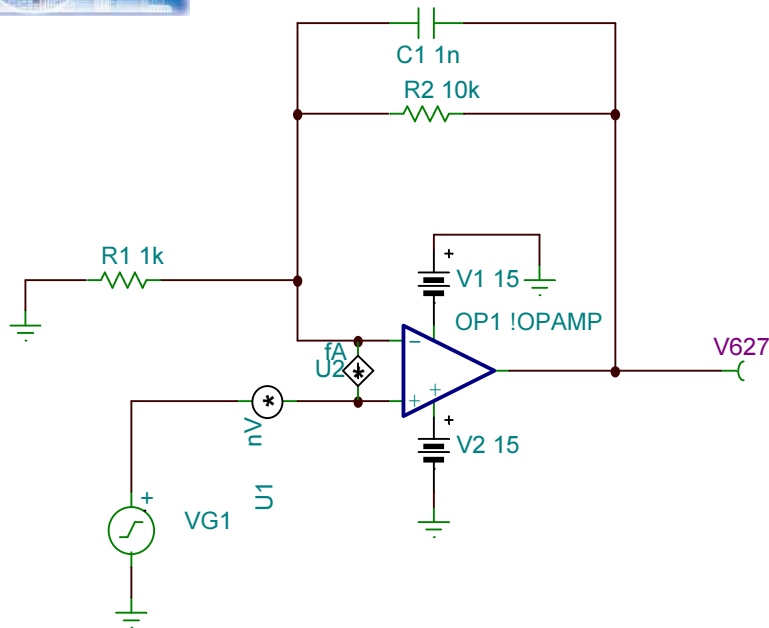 C1 1n
R2 10k
R1 1k
+
V1 15
OP1 !OPAMP
V627
fA
U2
*
−
+
+
*
nV
U1
+
V2 15
+
VG1